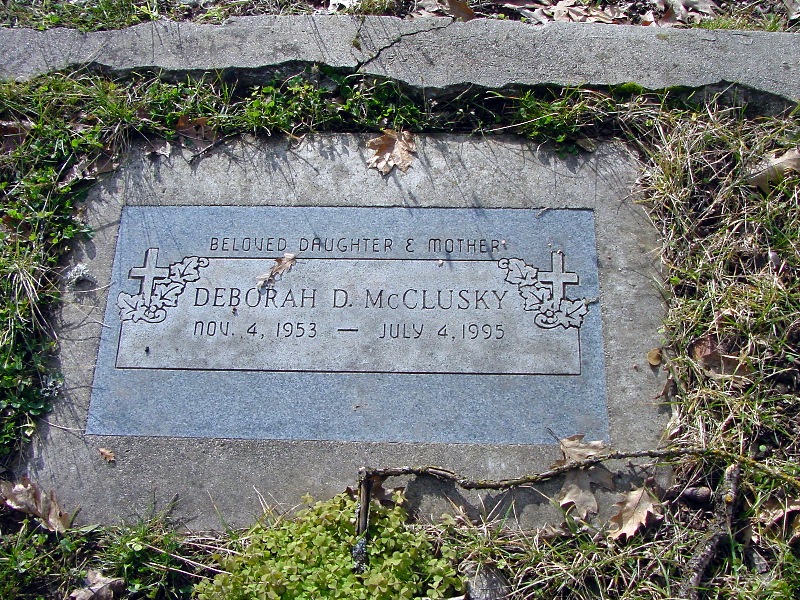 BELOVED DAUGHTER & MOTHER
DEBORAH D. McCLUSKY
NOV. 4, 1953 — JULY 4, 1995